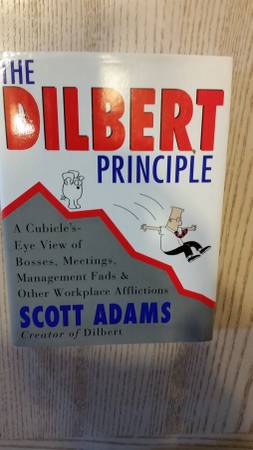 THE
DILBERT
PRINCIPLE
A Cubicle's-
Eye View of
Bosses, Meetings,
Management Fads &
Other Workplace Afflictions
SCOTT ADAMS
Creator of Dilbert